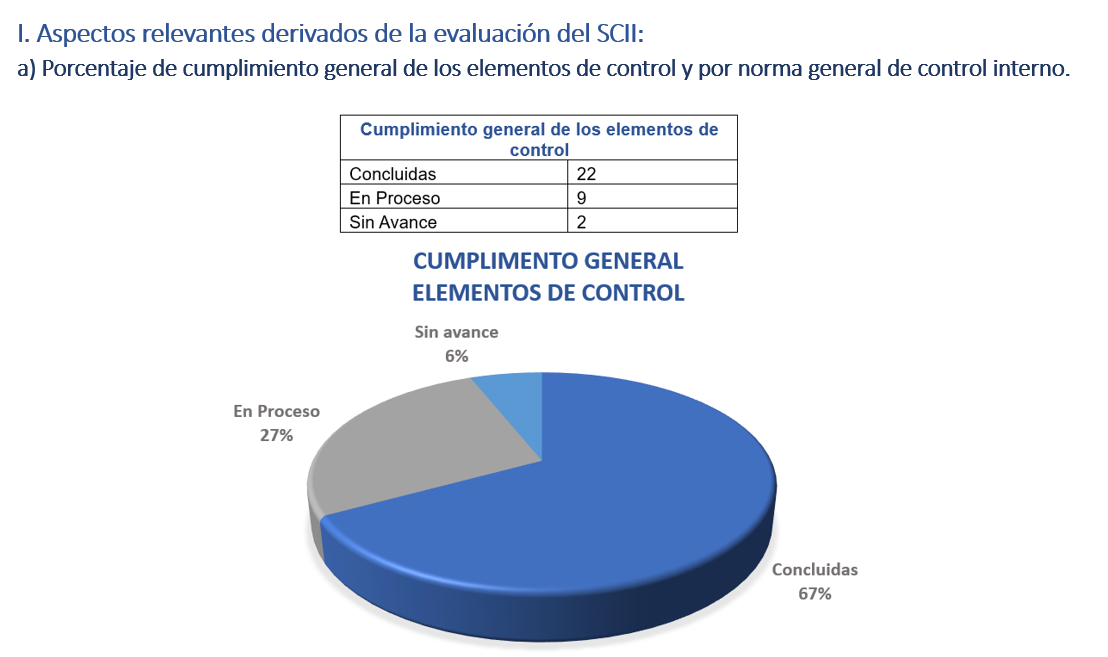 I. Aspectos relevantes derivados de la evaluación del SCII:
a) Porcentaje de cumplimiento general de los elementos de control y por norma general de control interno.
Cumplimiento general de los elementos de
control
Concluidas 22
En Proceso 9
Sin Avance 2
CUMPLIMENTO GENERAL
ELEMENTOS DE CONTROL
Sin avance
6%
En Proceso
27%
Concluidas
67%